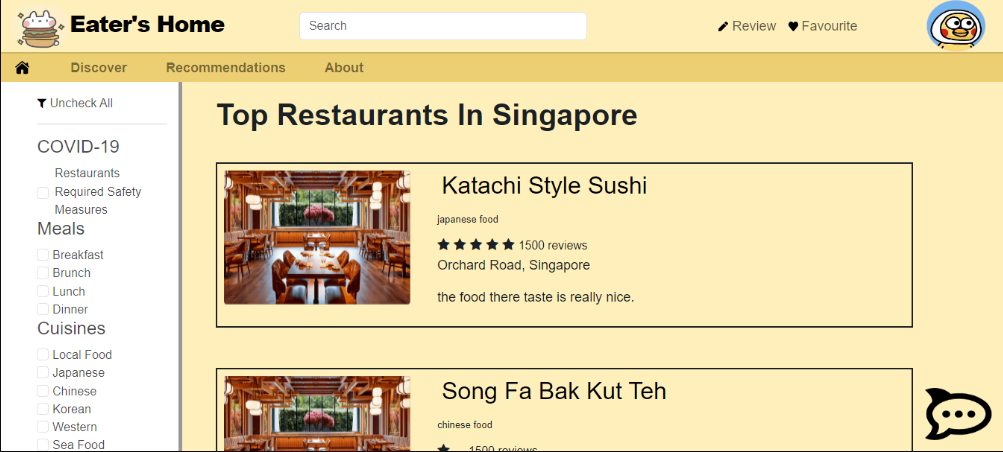 Eater's Home
Search
Review
Favourite
Discover
Recommendations
About
Uncheck All
COVID-19
Restaurants
Required Safety
Measures
Meals
Breakfast
Brunch
Lunch
Dinner
Cuisines
Local Food
Japanese
Chinese
Korean
Western
Sea Food
Top Restaurants In Singapore
Katachi Style Sushi
japanese food
1500 reviews
Orchard Road, Singapore
the food there taste is really nice.
Song Fa Bak Kut Teh
chinese food
1500 reviews